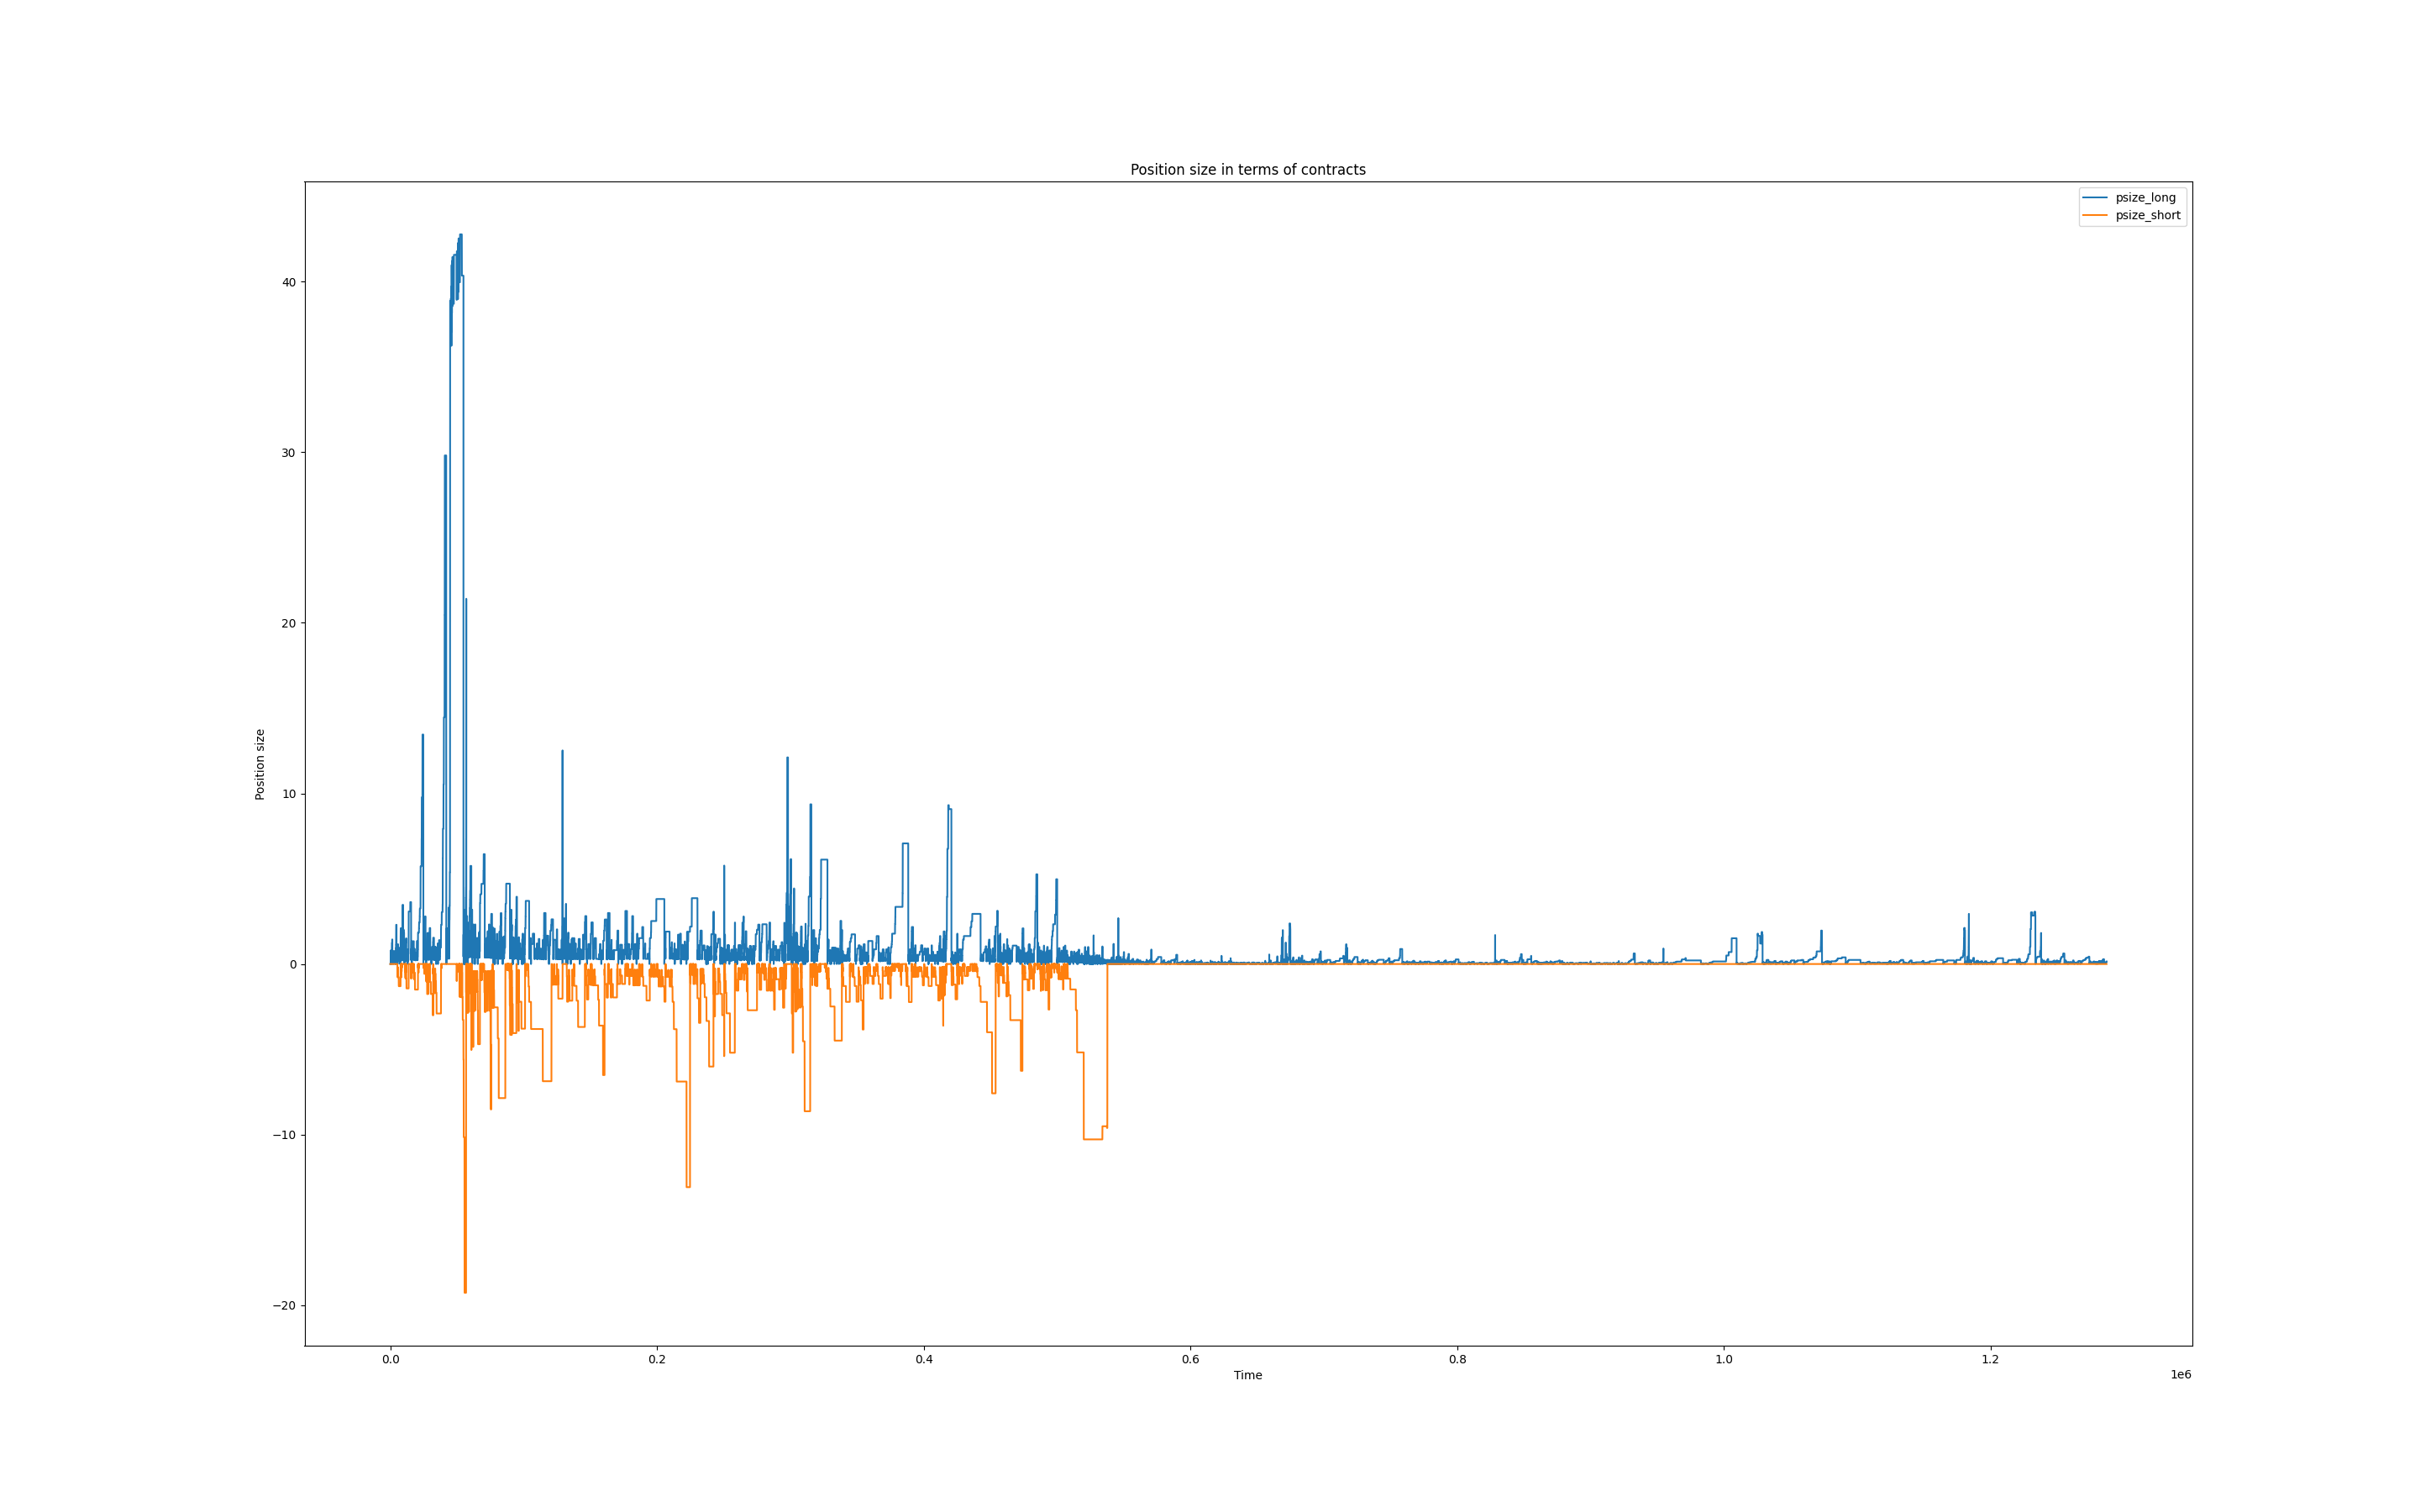 Position size in terms of contracts
psize_long
psize_short
Position size
40
30
20
10
0
−10
−20
0.0 0.2 0.4 0.6 0.8 1.0 1.2
Time
1e6